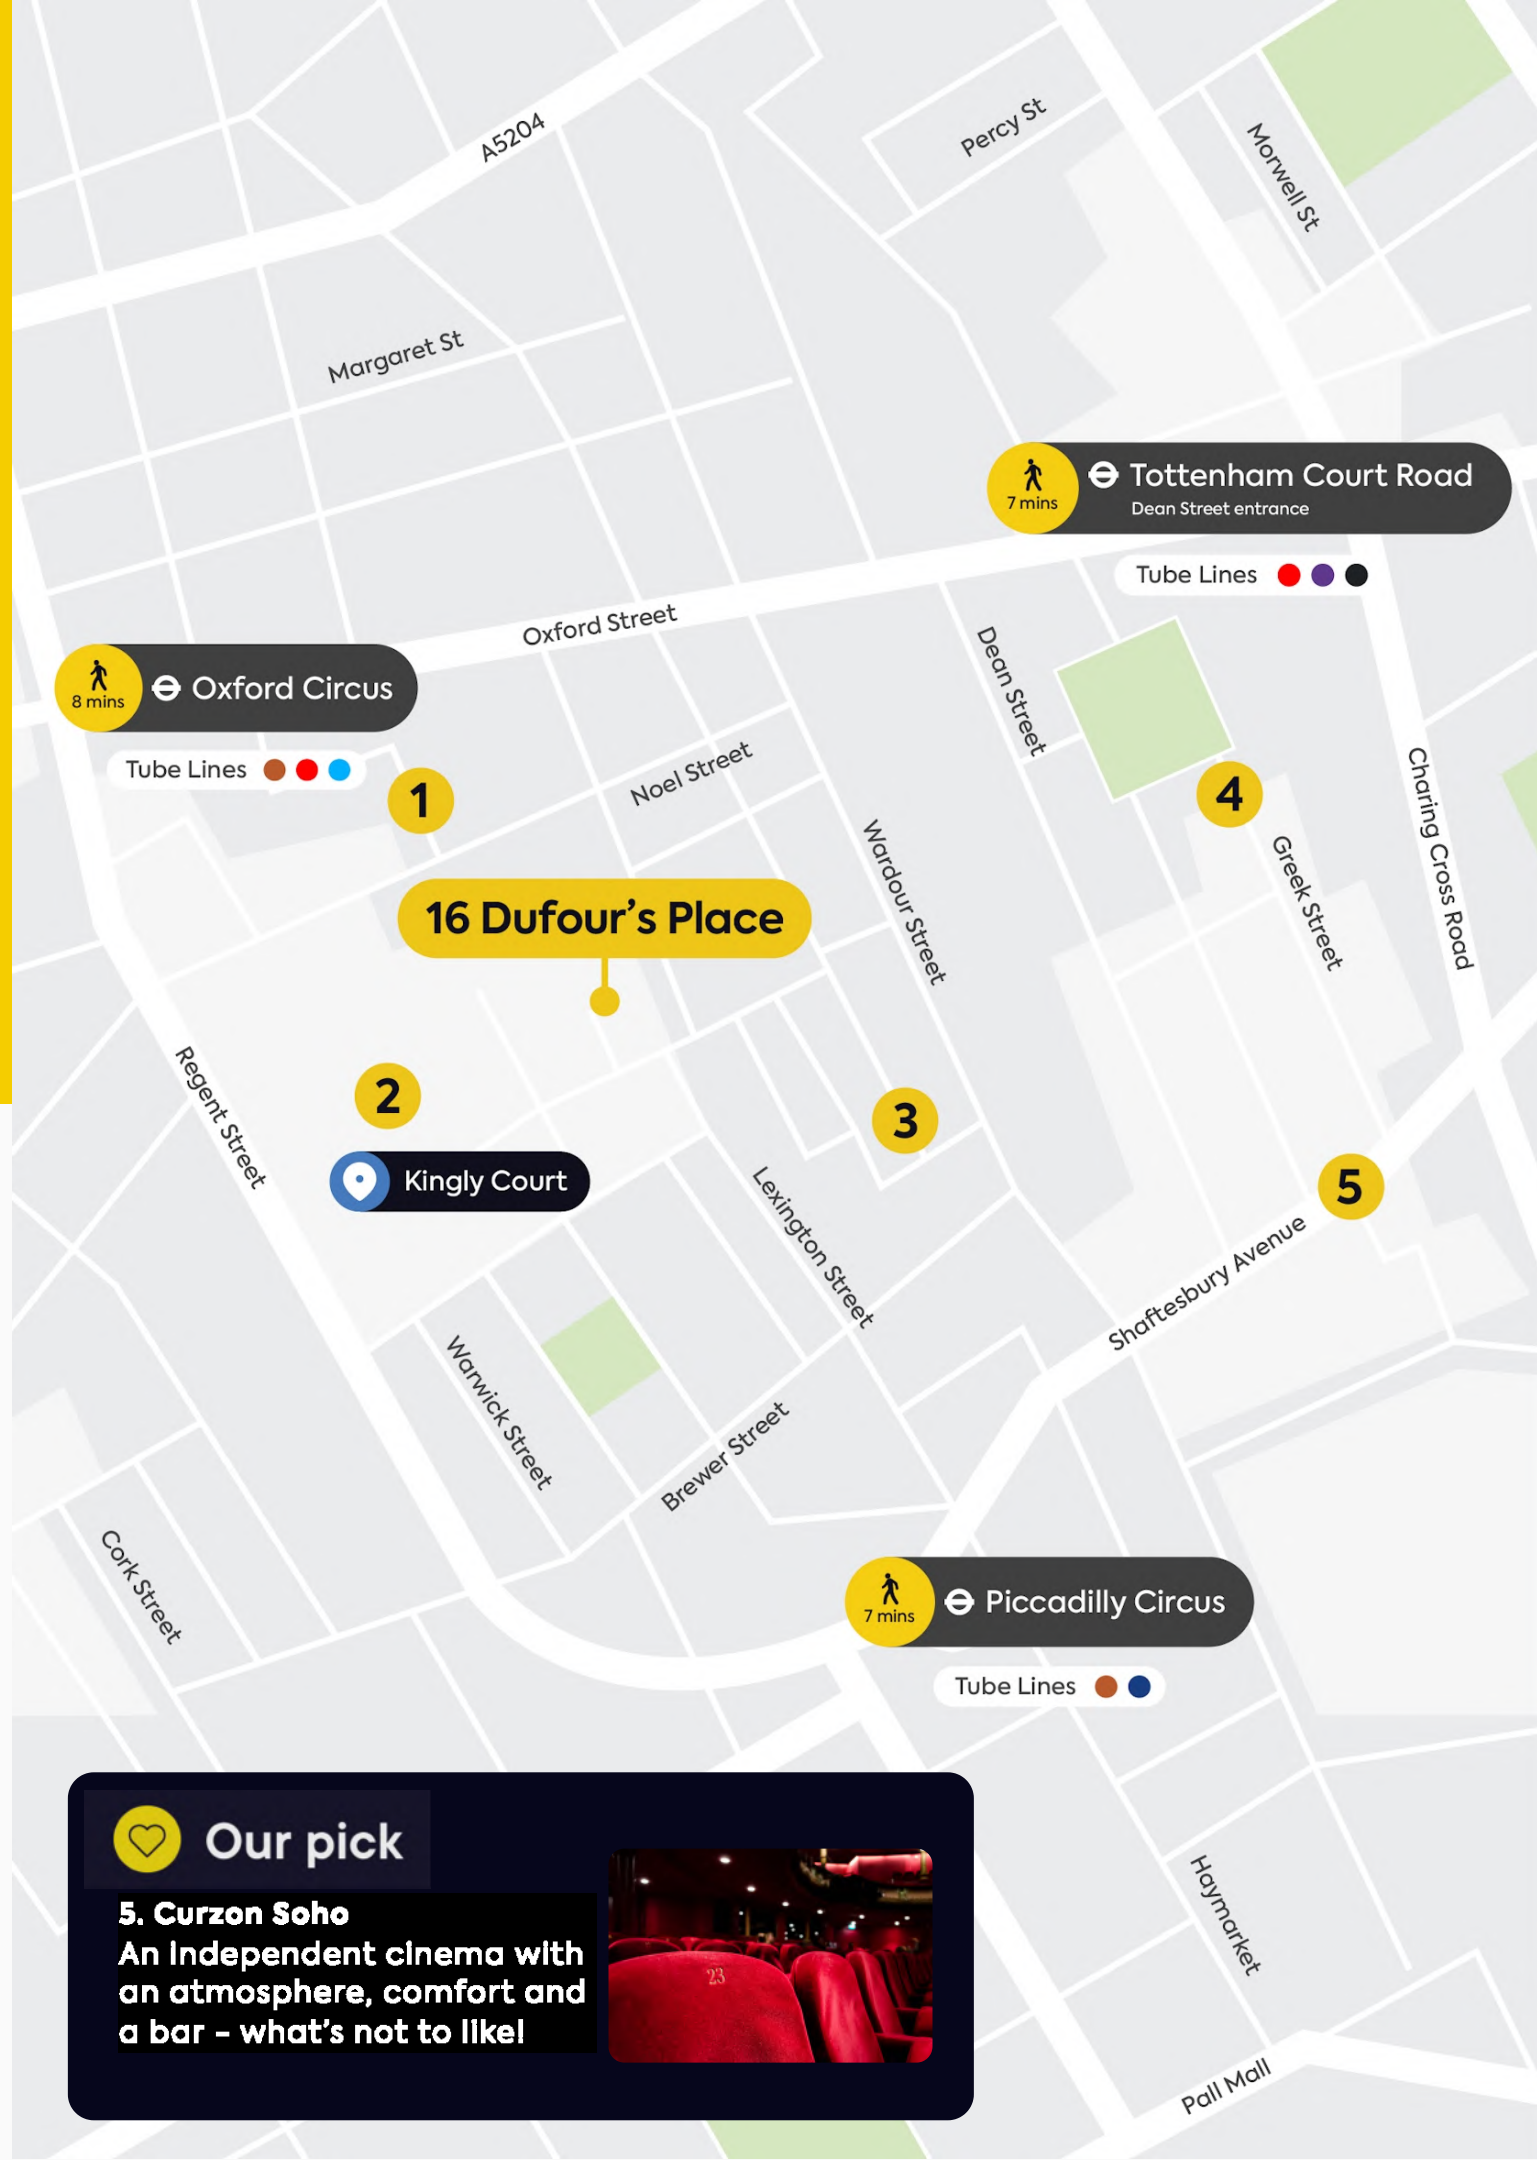 A5204
Percy St
Morwell St
Margaret St
7 mins
Tottenham Court Road
Dean Street entrance
Tube Lines
Oxford Street
Dean Street
8 mins
Oxford Circus
Tube Lines
1
Noel Street
4
Charing Cross Road
Wardour Street
Greek Street
16 Dufour's Place
Regent Street
2
3
Kingly Court
Lexington Street
5
Shaftesbury Avenue
Warwick Street
Brewer Street
Cork Street
7 mins
Piccadilly Circus
Tube Lines
Our pick
5. Curzon Soho
An independent cinema with
an atmosphere, comfort and
a bar - what's not to like!
23
Haymarket
Pall Mall